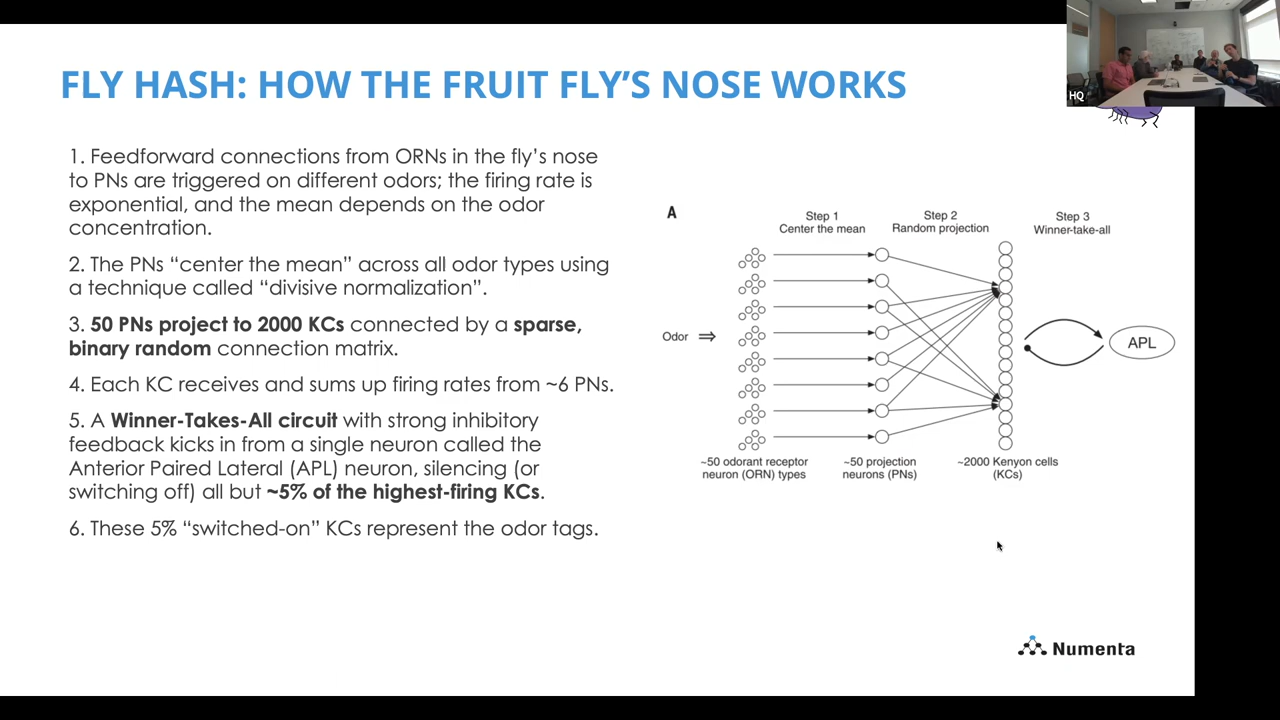 HQ
FLY HASH: HOW THE FRUIT FLY’S NOSE WORKS
1. Feedforward connections from ORNs in the fly’s nose
to PNs are triggered on different odors; the firing rate is
exponential, and the mean depends on the odor
concentration.
2. The PNs “center the mean” across all odor types using
a technique called “divisive normalization”.
3. 50 PNs project to 2000 KCs connected by a sparse,
binary random connection matrix.
4. Each KC receives and sums up firing rates from ~6 PNs.
5. A Winner-Takes-All circuit with strong inhibitory
feedback kicks in from a single neuron called the
Anterior Paired Lateral (APL) neuron, silencing (or
switching off) all but ~5% of the highest-firing KCs.
6. These 5% “switched-on” KCs represent the odor tags.
A
Step 1
Center the mean
Step 2
Random projection
Step 3
Winner-take-all
Odor ⇒
APL
~50 odorant receptor
neuron (ORN) types
~50 projection
neurons (PNs)
~2000 Kenyon cells
(KCs)
Numenta